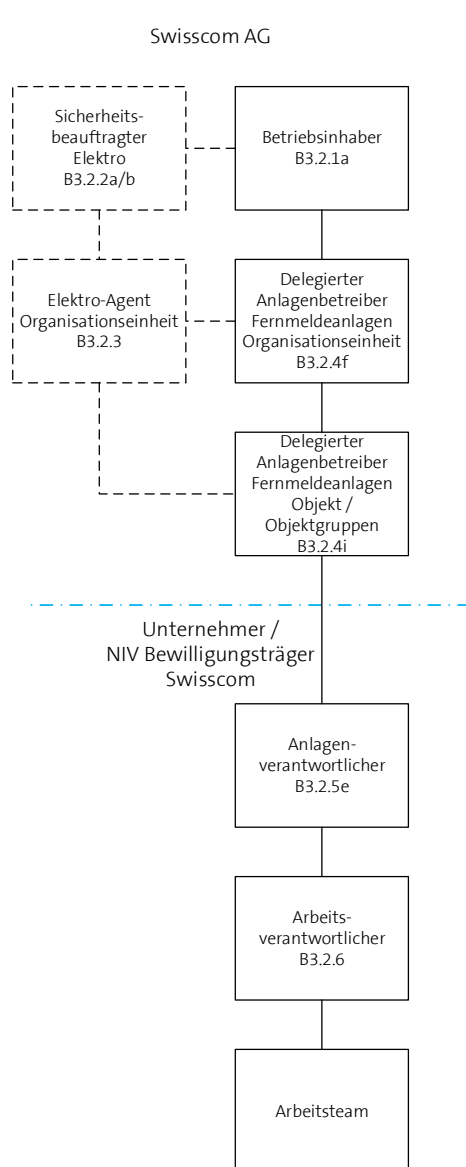 Swisscom AG
Sicherheits-
beauftragter
Elektro
B3.2.2a/b
Betriebsinhaber
B3.2.1a
Elektro-Agent
Organisationseinheit
B3.2.3
Delegierter
Anlagenbetreiber
Fernmeldeanlagen
Organisationseinheit
B3.2.4f
Delegierter
Anlagenbetreiber
Fernmeldeanlagen
Objekt /
Objektgruppen
B3.2.4i
Unternehmer /
NIV Bewilligungsträger
Swisscom
Anlagen-
verantwortlicher
B3.2.5e
Arbeits-
verantwortlicher
B3.2.6
Arbeitsteam